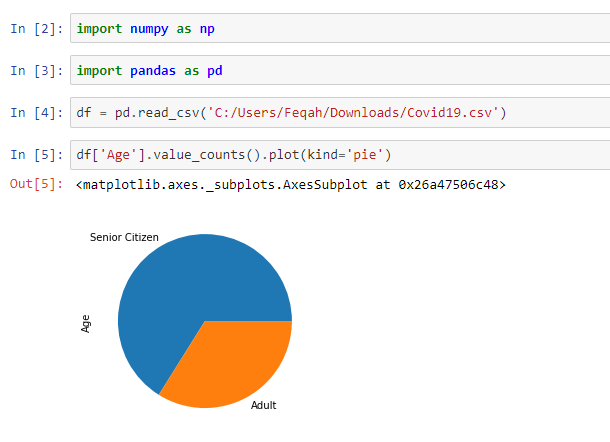 In [2]: import numpy as np
In [3]: import pandas as pd
In [4]: df = pd.read_csv('C:/Users/Feqah/Downloads/Covid19.csv')
In [5]: df['Age'].value_counts().plot(kind='pie')
Out[5]: <matplotlib.axes._subplots.AxesSubplot at 0x26a47506c48>
Senior Citizen
Age
Adult